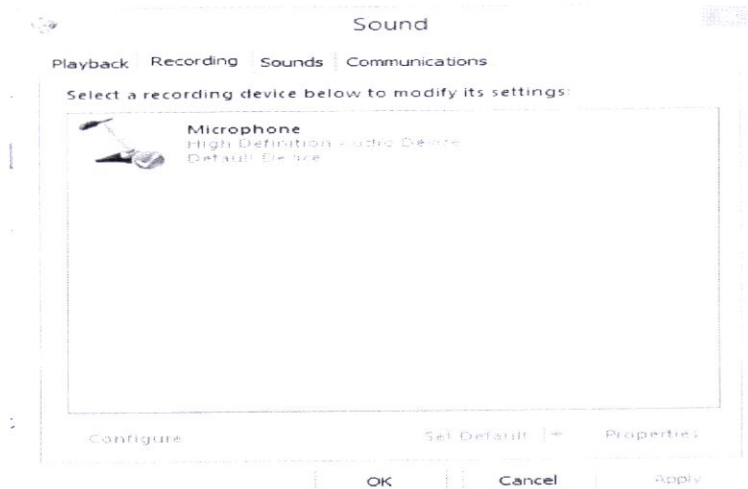 Sound
Playback Recording Sounds Communications
Select a recording device below to modify its settings:
Microphone
High Definition Audio Device
Default Device
Configure Set Default Properties
OK Cancel Apply